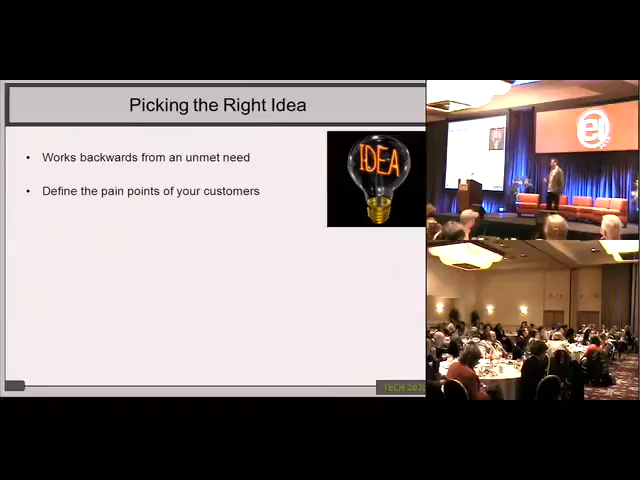 Picking the Right Idea
• Works backwards from an unmet need
IDEA
• Define the pain points of your customers